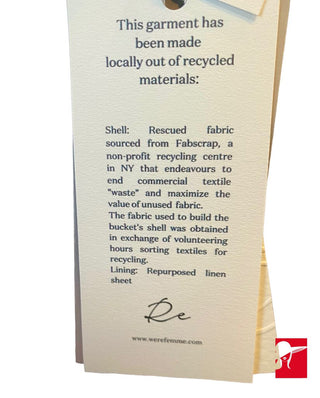 This garment has
been made
locally out of recycled
materials:
Shell: Rescued fabric
sourced from Fabscrap, a
non-profit recycling centre
in NY that endeavours to
end commercial textile
"waste" and maximize the
value of unused fabric.
The fabric used to build the
bucket's shell was obtained
in exchange of volunteering
hours sorting textiles for
recycling.
Lining: Repurposed linen
sheet
Re
www.werefemme.com